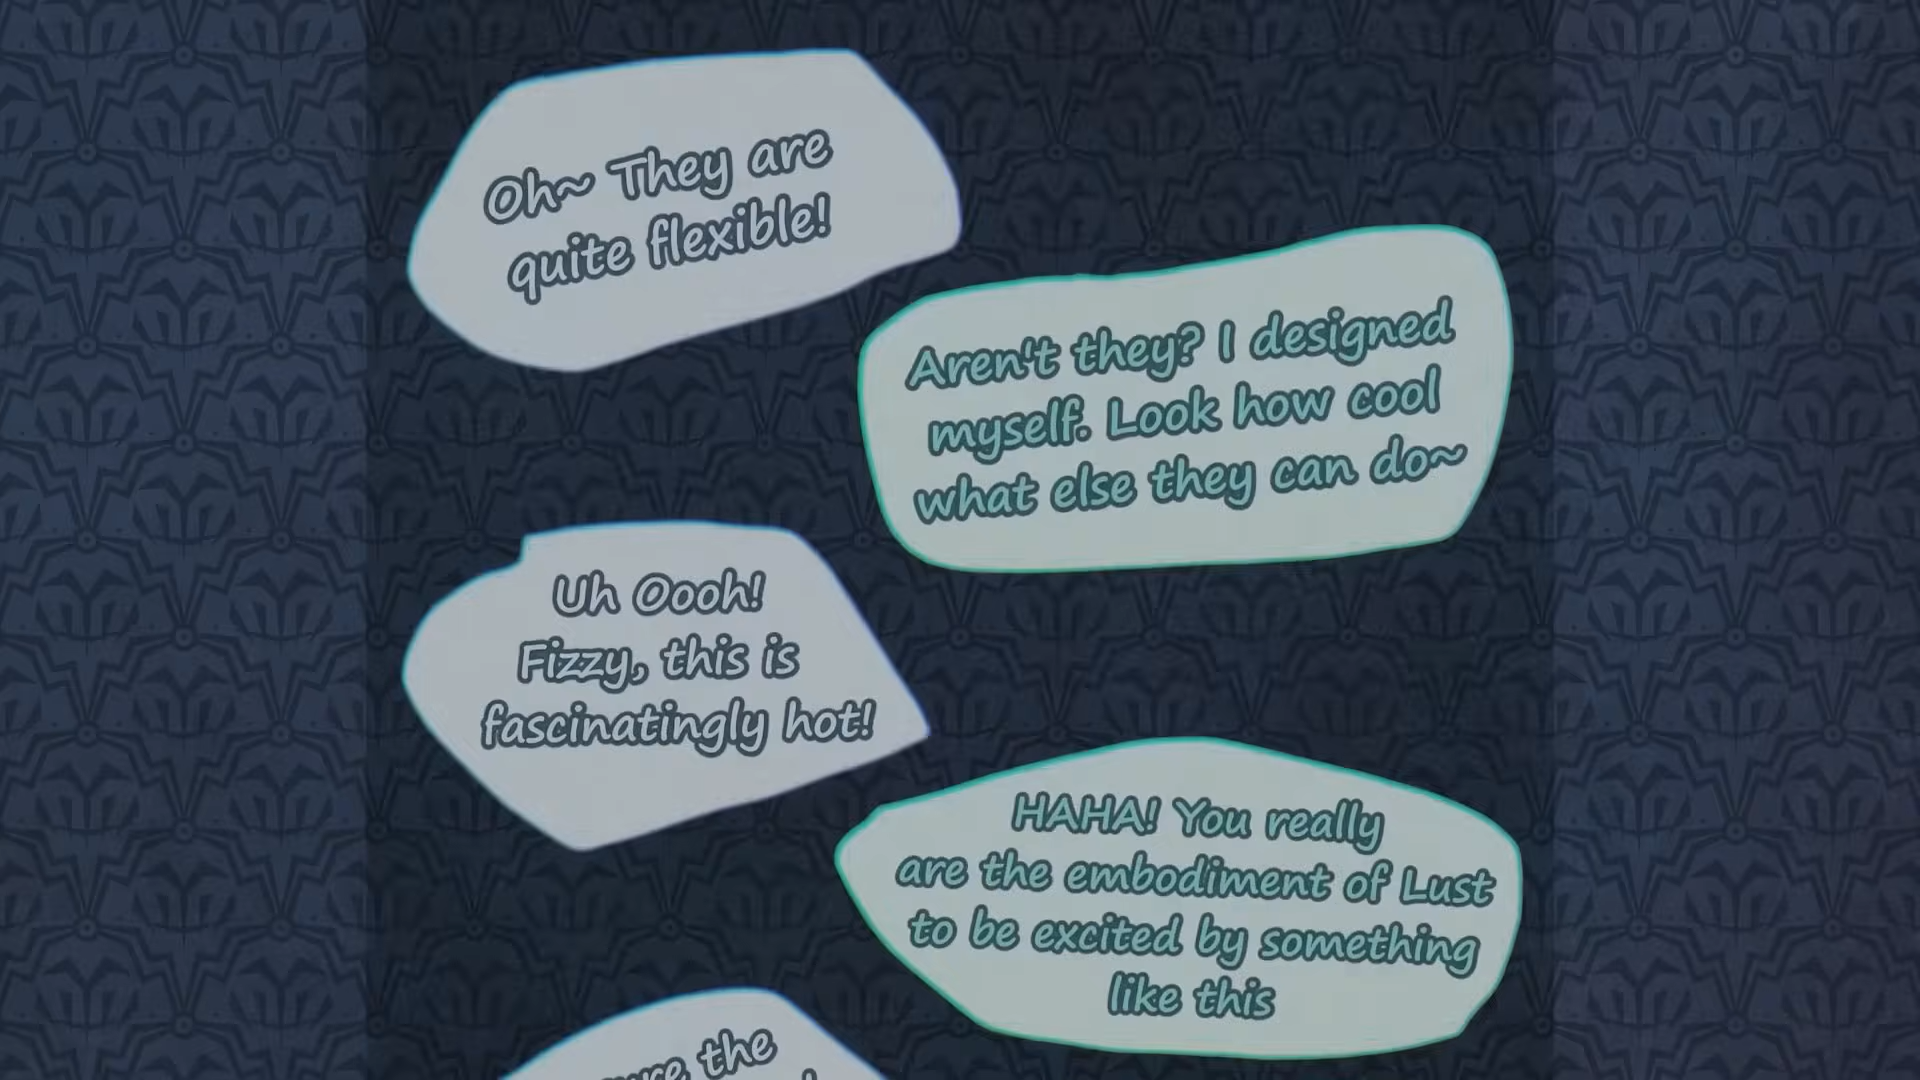 Oh~ They are
quite flexible!
Aren't they? I designed
myself. Look how cool
what else they can do~
Uh Oooh!
Fizzy, this is
fascinatingly hot!
HAHA! You really
are the embodiment of Lust
to be excited by something
like this
the